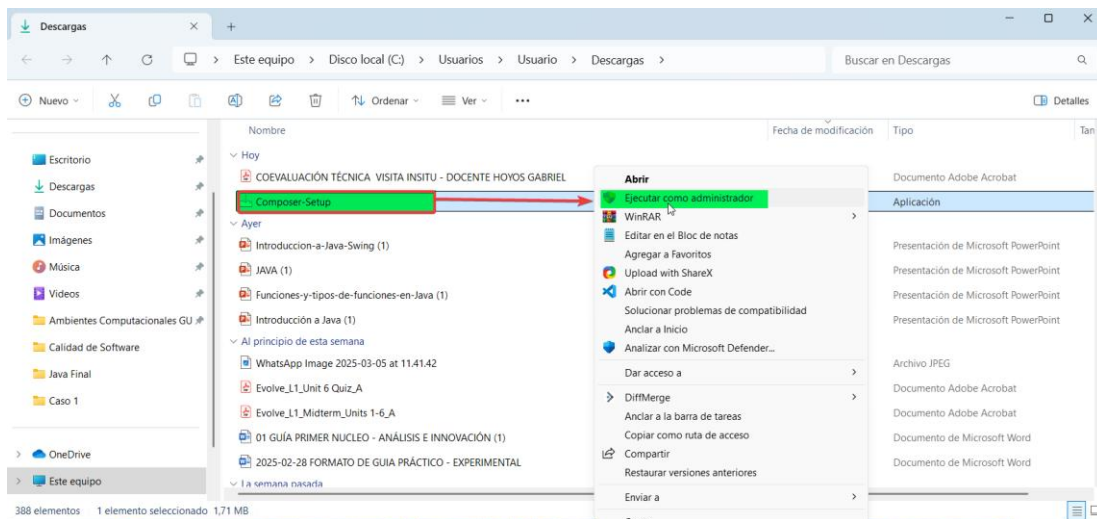 Descargas
Este equipo > Disco local (C:) > Usuarios > Usuario > Descargas >
Buscar en Descargas
Nuevo
Ordenar
Ver
Detalles
Nombre
Fecha de modificación
Tipo
Tan
Escritorio
Descargas
Documentos
Imágenes
Música
Videos
Ambientes Computacionales GU
Calidad de Software
Java Final
Caso 1
OneDrive
Este equipo
Hoy
COEVALUACIÓN TÉCNICA VISITA INSITU - DOCENTE HOYOS GABRIEL
Documento Adobe Acrobat
Composer-Setup
Aplicación
Ayer
Introduccion-a-Java-Swing (1)
Presentación de Microsoft PowerPoint
JAVA (1)
Presentación de Microsoft PowerPoint
Funciones-y-tipos-de-funciones-en-Java (1)
Presentación de Microsoft PowerPoint
Introducción a Java (1)
Presentación de Microsoft PowerPoint
Al principio de esta semana
WhatsApp Image 2025-03-05 at 11.41.42
Archivo JPEG
Evolve_L1_Unit 6 Quiz_A
Documento Adobe Acrobat
Evolve_L1_Midterm_Units 1-6_A
Documento Adobe Acrobat
01 GUÍA PRIMER NUCLEO - ANÁLISIS E INNOVACIÓN (1)
Documento de Microsoft Word
2025-02-28 FORMATO DE GUIA PRÁCTICO - EXPERIMENTAL
Documento de Microsoft Word
La semana pasada
Abrir
Ejecutar como administrador
WinRAR
Editar en el Bloc de notas
Agregar a Favoritos
Upload with ShareX
Abrir con Code
Solucionar problemas de compatibilidad
Anclar a Inicio
Analizar con Microsoft Defender...
Dar acceso a
DiffMerge
Anclar a la barra de tareas
Copiar como ruta de acceso
Compartir
Restaurar versiones anteriores
Enviar a
388 elementos 1 elemento seleccionado 1,71 MB